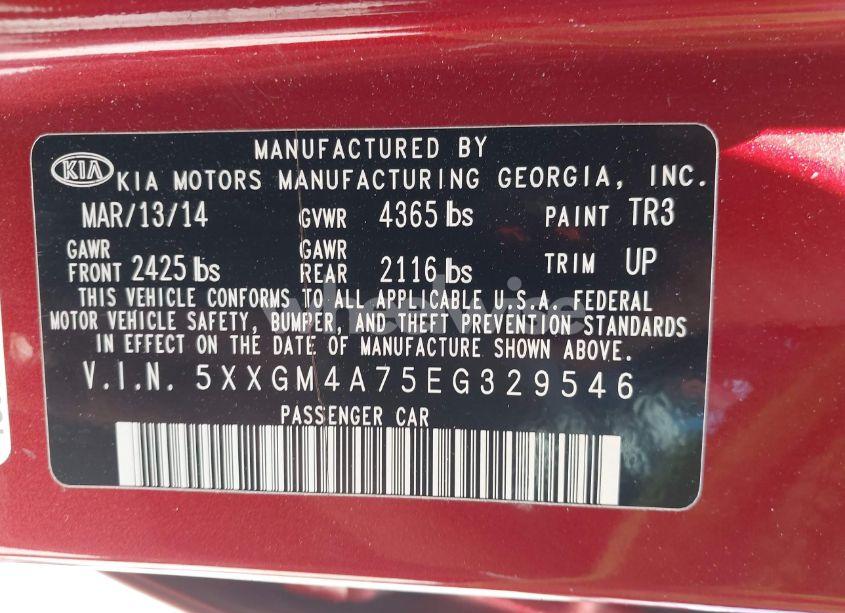 MANUFACTURED BY
KIA KIA MOTORS MANUFACTURING GEORGIA, INC.
MAR/13/14 GVWR 4365 lbs PAINT TR3
GAWR FRONT 2425 lbs GAWR REAR 2116 lbs TRIM UP
THIS VEHICLE CONFORMS TO ALL APPLICABLE U.S.A. FEDERAL
MOTOR VEHICLE SAFETY, BUMPER, AND THEFT PREVENTION STANDARDS
IN EFFECT ON THE DATE OF MANUFACTURE SHOWN ABOVE.
V.I.N. 5XXGM4A75EG329546
PASSENGER CAR